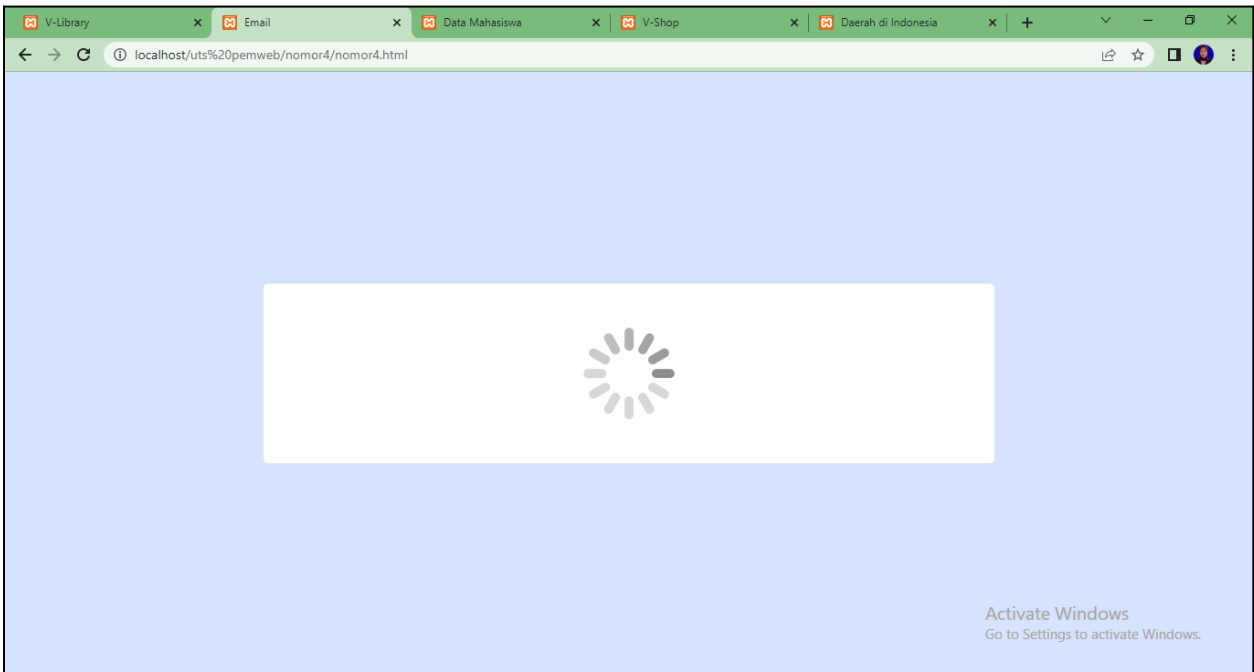 V-Library
Email
Data Mahasiswa
V-Shop
Daerah di Indonesia
localhost/uts%20pemweb/nomor4/nomor4.html
Activate Windows
Go to Settings to activate Windows.